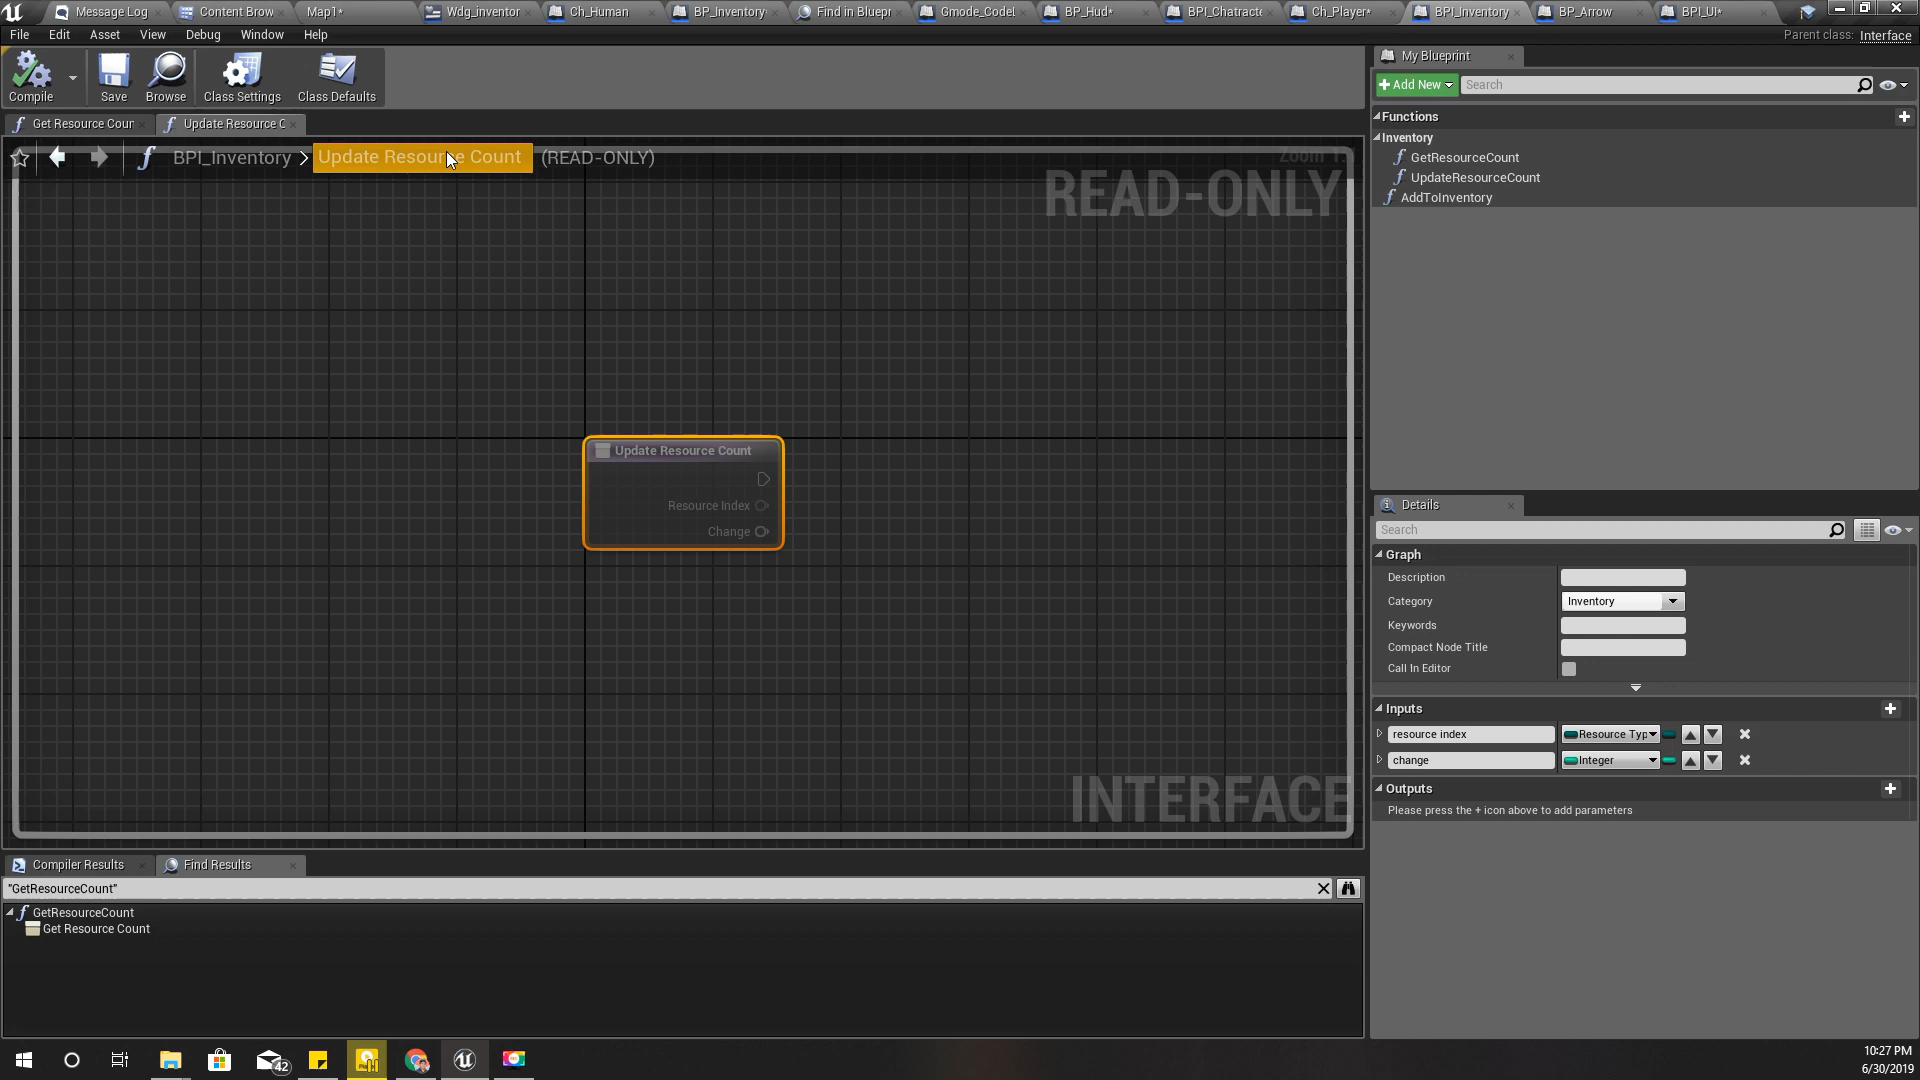 Message Log
Content Brow
Map1*
Wdg_inventor
Ch_Human
BP_Inventory
Find in Bluepr
Gmode_Codel
BP_Hud*
BPI_Chatracte
Ch_Player*
BPI_Inventory
BP_Arrow
BPI_UI*
File
Edit
Asset
View
Debug
Window
Help
Parent class: Interface
Compile
Save
Browse
Class Settings
Class Defaults
My Blueprint
+ Add New
Search
Functions
Inventory
GetResourceCount
UpdateResourceCount
AddToInventory
Get Resource Cour
Update Resource C
BPI_Inventory > Update Resource Count (READ-ONLY)
READ-ONLY
Update Resource Count
Resource Index
Change
INTERFACE
Details
Search
Graph
Description
Category
Inventory
Keywords
Compact Node Title
Call In Editor
Inputs
resource index
Resource Typ
change
Integer
Outputs
Please press the + icon above to add parameters
Compiler Results
Find Results
"GetResourceCount"
GetResourceCount
Get Resource Count
42
10:27 PM
6/30/2019